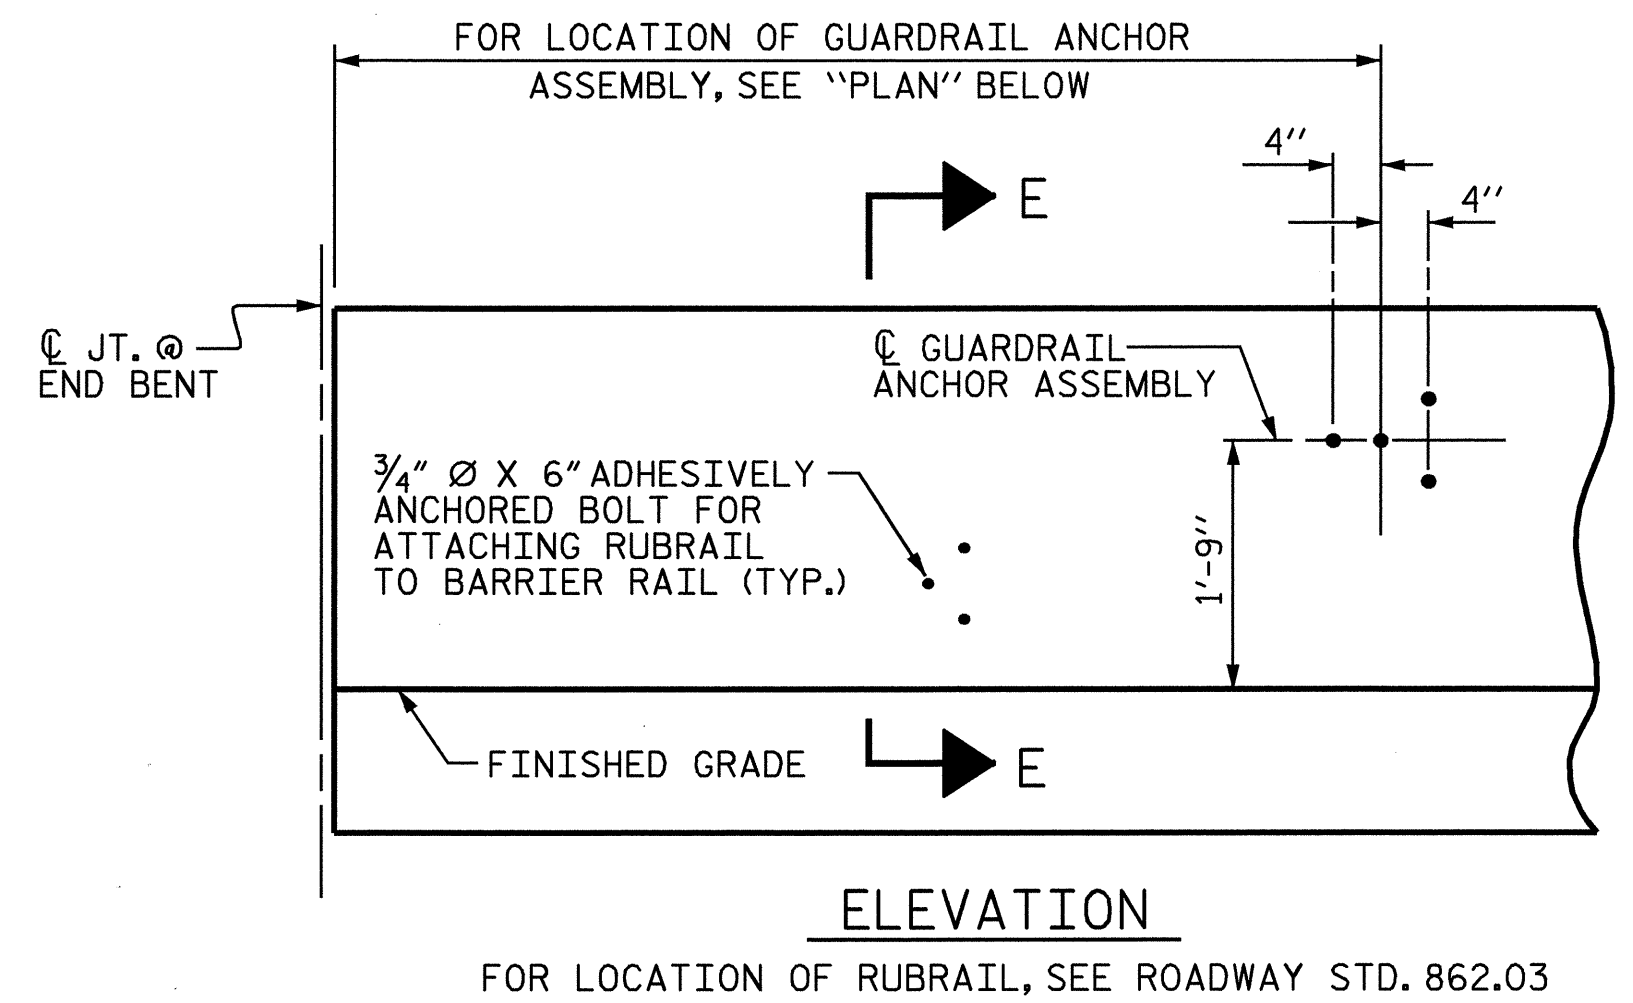 FOR LOCATION OF GUARDRAIL ANCHOR
ASSEMBLY, SEE "PLAN" BELOW
4"
4"
E
℄ JT. @
END BENT
℄ GUARDRAIL
ANCHOR ASSEMBLY
3/4" Ø X 6" ADHESIVELY
ANCHORED BOLT FOR
ATTACHING RUBRAIL
TO BARRIER RAIL (TYP.)
1'-9"
FINISHED GRADE
E
ELEVATION
FOR LOCATION OF RUBRAIL, SEE ROADWAY STD. 862.03